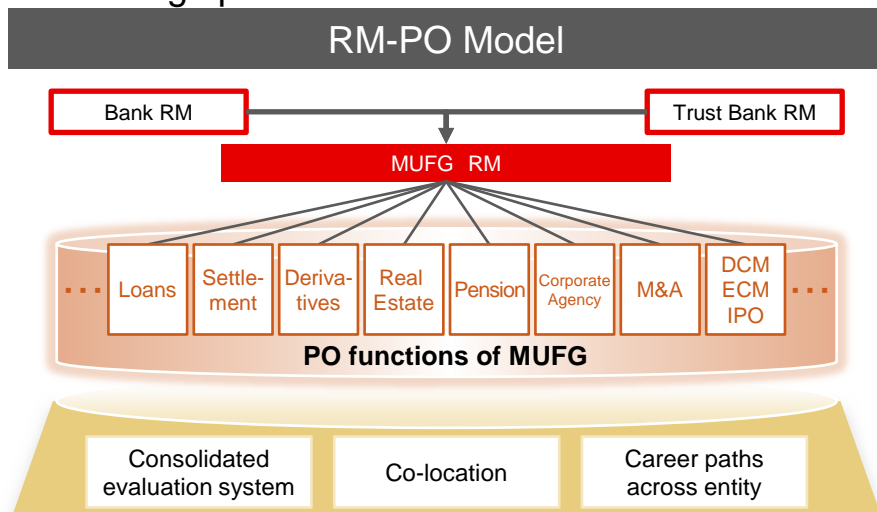 RM-PO Model
Bank RM
Trust Bank RM
MUFG RM
...
Loans
Settle-
ment
Deriva-
tives
Real
Estate
Pension
Corporate
Agency
M&A
DCM
ECM
IPO
...
PO functions of MUFG
Consolidated
evaluation system
Co-location
Career paths
across entity